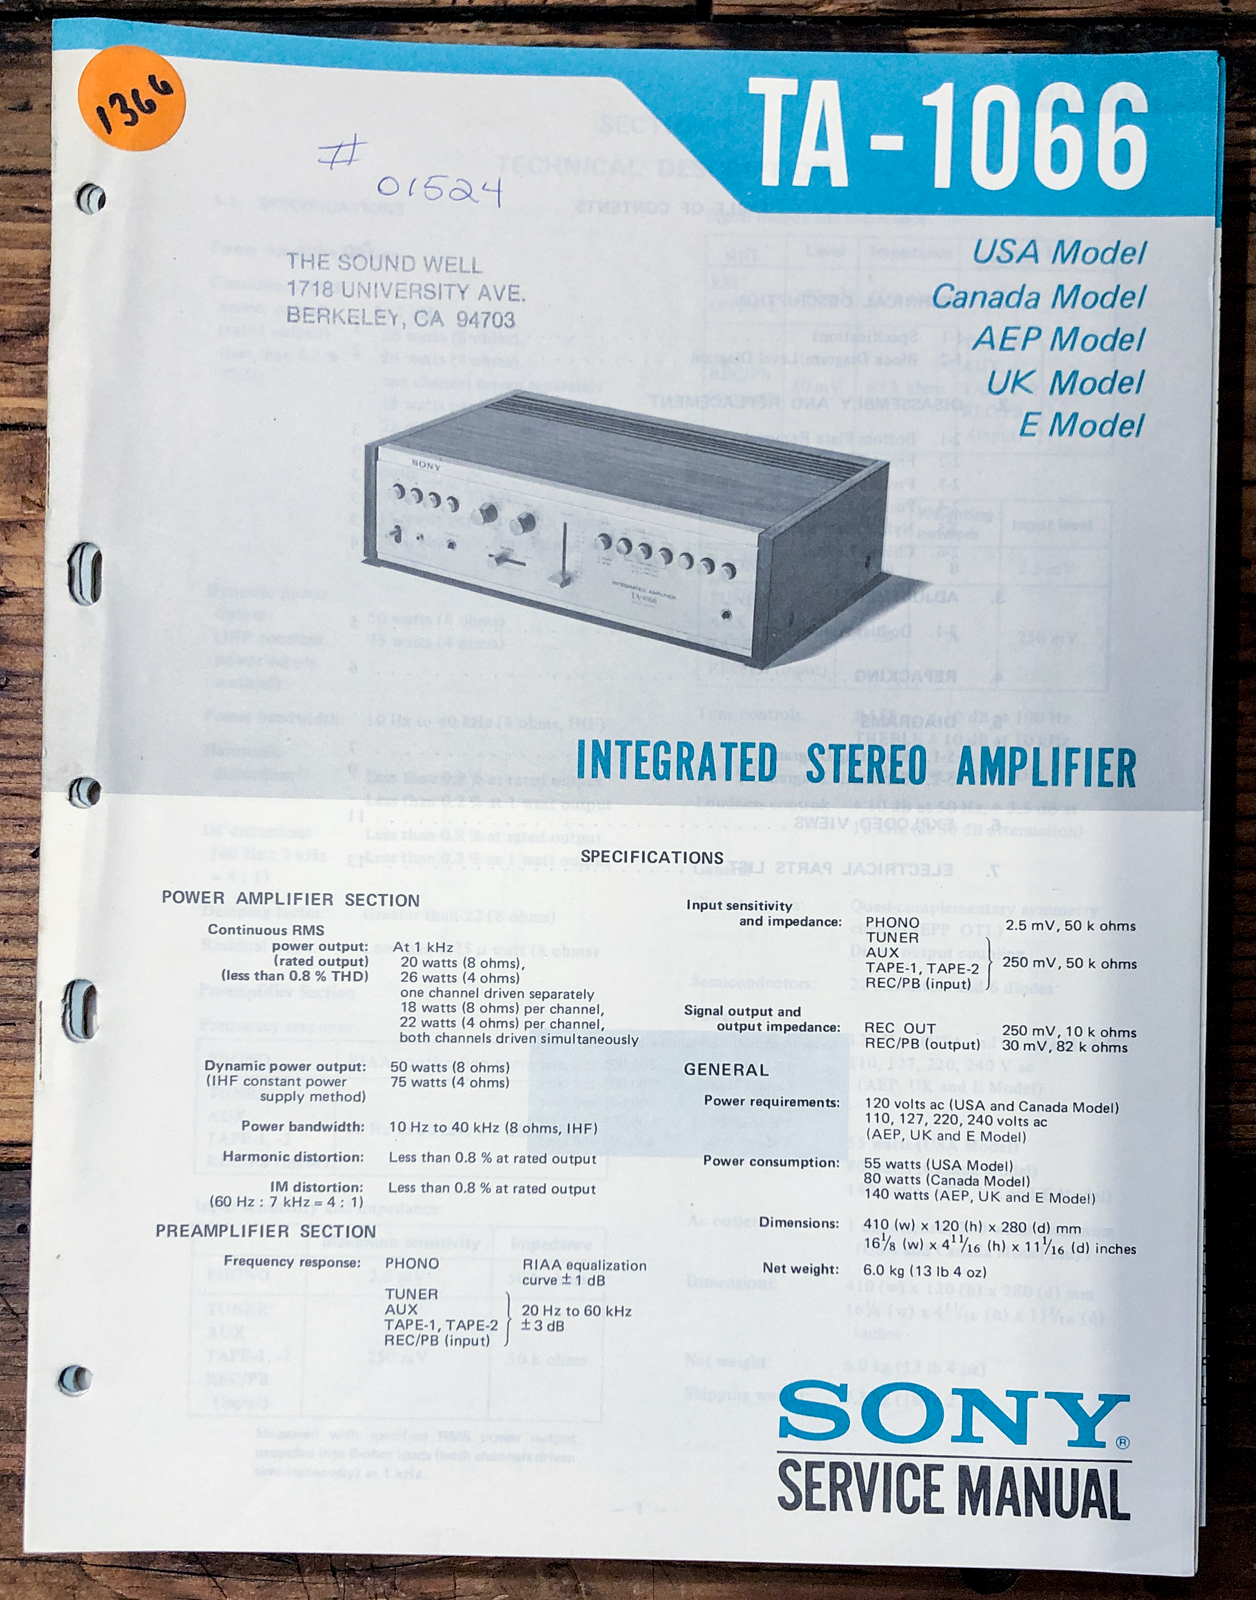 1366
TA-1066
# 01524
THE SOUND WELL
1718 UNIVERSITY AVE.
BERKELEY, CA 94703
USA Model
Canada Model
AEP Model
UK Model
E Model
SONY
INTEGRATED AMPLIFIER
TA-1066
INTEGRATED STEREO AMPLIFIER
SPECIFICATIONS
POWER AMPLIFIER SECTION
Continuous RMS
power output: At 1 kHz
(rated output) 20 watts (8 ohms),
(less than 0.8 % THD) 26 watts (4 ohms)
one channel driven separately
18 watts (8 ohms) per channel,
22 watts (4 ohms) per channel,
both channels driven simultaneously
Dynamic power output: 50 watts (8 ohms)
(IHF constant power 75 watts (4 ohms)
supply method)
Power bandwidth: 10 Hz to 40 kHz (8 ohms, IHF)
Harmonic distortion: Less than 0.8 % at rated output
IM distortion: Less than 0.8 % at rated output
(60 Hz : 7 kHz = 4 : 1)
PREAMPLIFIER SECTION
Frequency response: PHONO RIAA equalization
curve ± 1 dB
TUNER
AUX 20 Hz to 60 kHz
TAPE-1, TAPE-2 ± 3 dB
REC/PB (input)
Input sensitivity
and impedance: PHONO 2.5 mV, 50 k ohms
TUNER
AUX
TAPE-1, TAPE-2 250 mV, 50 k ohms
REC/PB (input)
Signal output and
output impedance: REC OUT 250 mV, 10 k ohms
REC/PB (output) 30 mV, 82 k ohms
GENERAL
Power requirements: 120 volts ac (USA and Canada Model)
110, 127, 220, 240 volts ac
(AEP, UK and E Model)
Power consumption: 55 watts (USA Model)
80 watts (Canada Model)
140 watts (AEP, UK and E Model)
Dimensions: 410 (w) x 120 (h) x 280 (d) mm
16 1/8 (w) x 4 11/16 (h) x 11 1/16 (d) inches
Net weight: 6.0 kg (13 lb 4 oz)
SONY®
SERVICE MANUAL